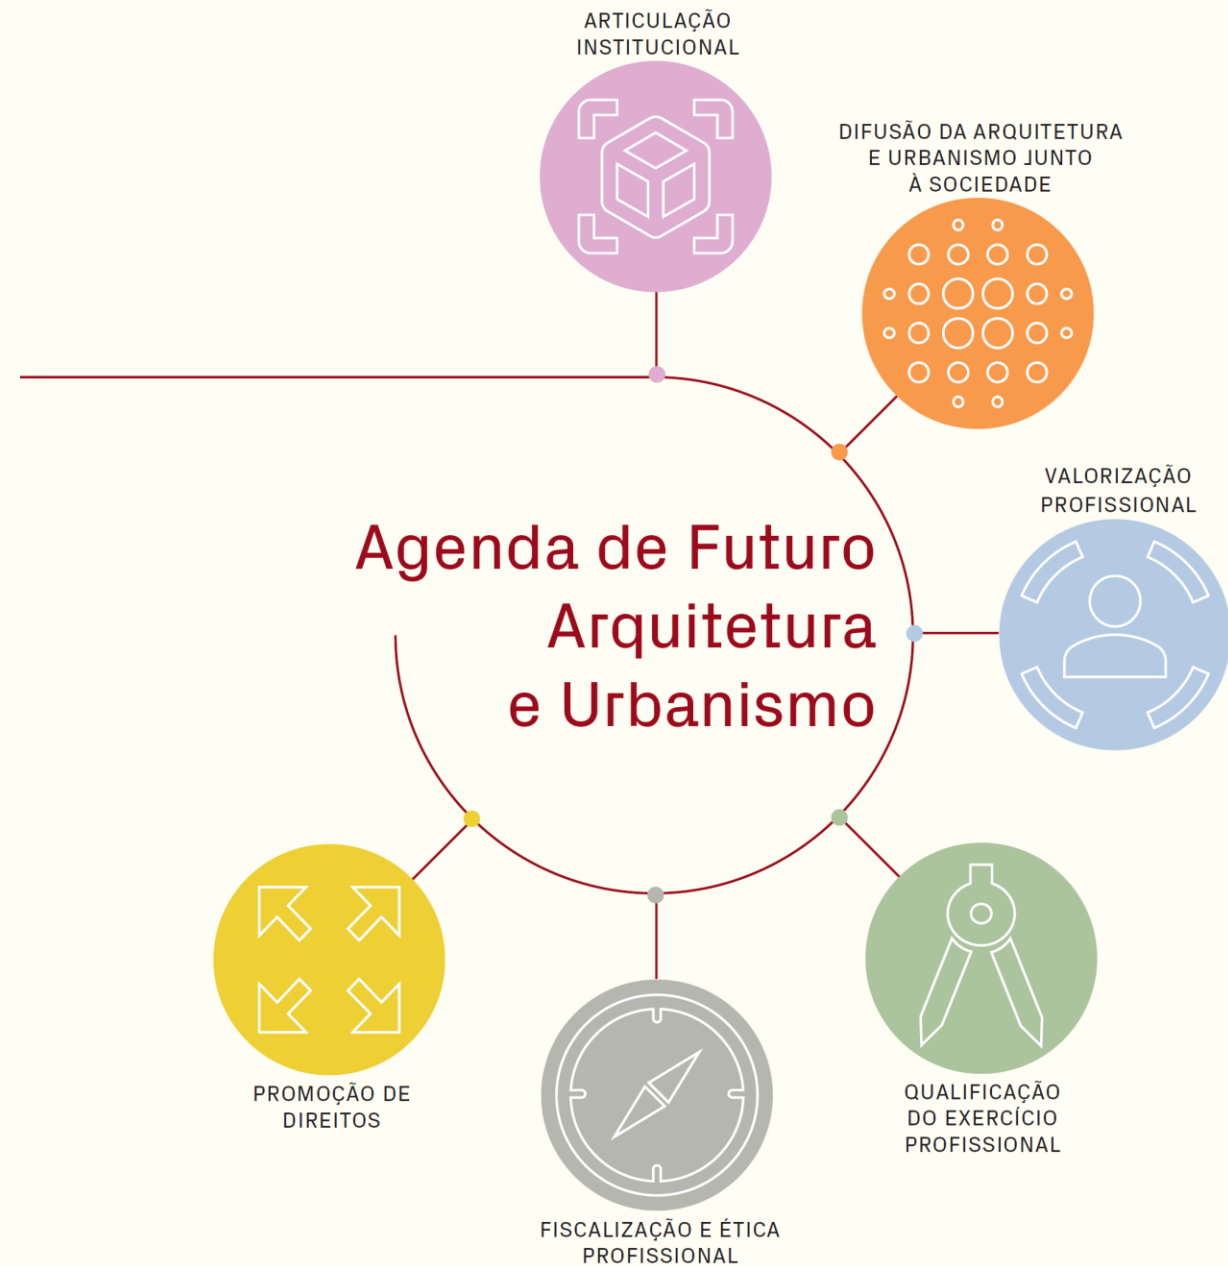 ARTICULAÇÃO
INSTITUCIONAL
DIFUSÃO DA ARQUITETURA
E URBANISMO JUNTO
À SOCIEDADE
VALORIZAÇÃO
PROFISSIONAL
Agenda de Futuro
Arquitetura
e Urbanismo
PROMOÇÃO DE
DIREITOS
QUALIFICAÇÃO
DO EXERCÍCIO
PROFISSIONAL
FISCALIZAÇÃO E ÉTICA
PROFISSIONAL